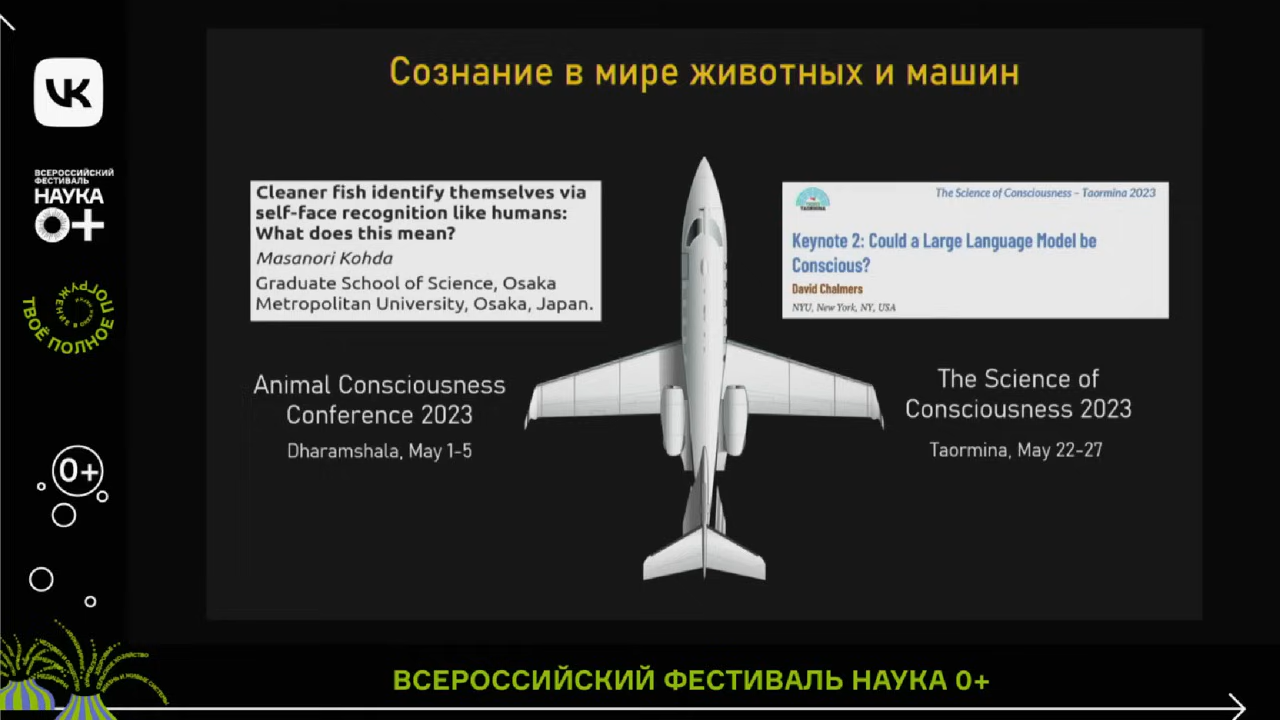 Сознание в мире животных и машин
Cleaner fish identify themselves via
self-face recognition like humans:
What does this mean?
Masanori Kohda
Graduate School of Science, Osaka
Metropolitan University, Osaka, Japan.
Animal Consciousness
Conference 2023
Dharamshala, May 1-5
The Science of Consciousness – Taormina 2023
TAORMINA
Keynote 2: Could a Large Language Model be
Conscious?
David Chalmers
NYU, New York, NY, USA
The Science of
Consciousness 2023
Taormina, May 22-27
VK
ВСЕРОССИЙСКИЙ
ФЕСТИВАЛЬ
НАУКА
0+
ТВОЁ ПОЛНОЕ ПОГРУЖЕНИЕ
0+
ВСЕРОССИЙСКИЙ ФЕСТИВАЛЬ НАУКА 0+